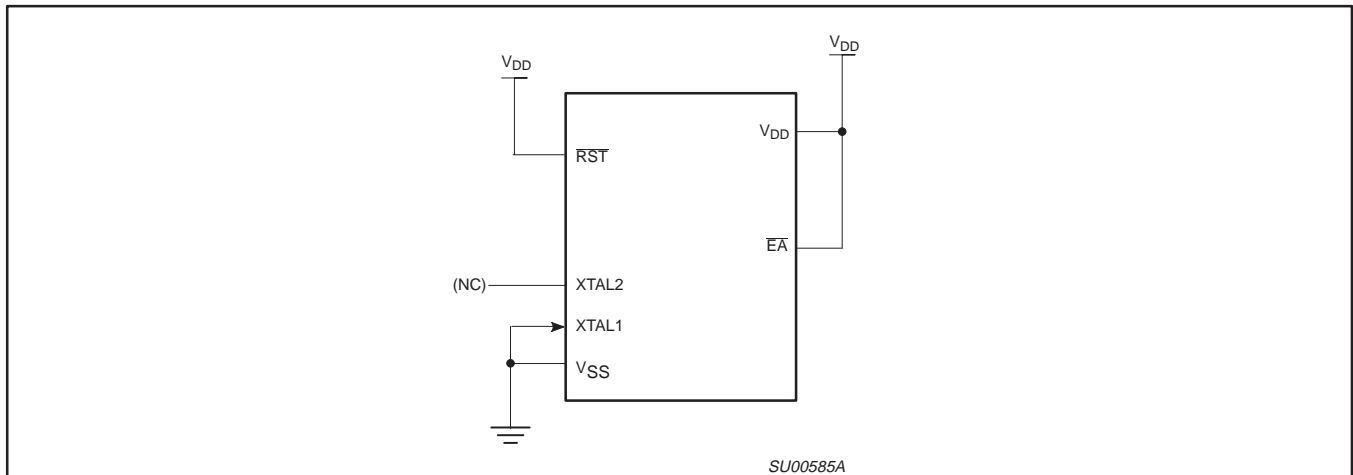 VDD
VDD
VDD
RST
EA
(NC)
XTAL2
XTAL1
VSS
SU00585A